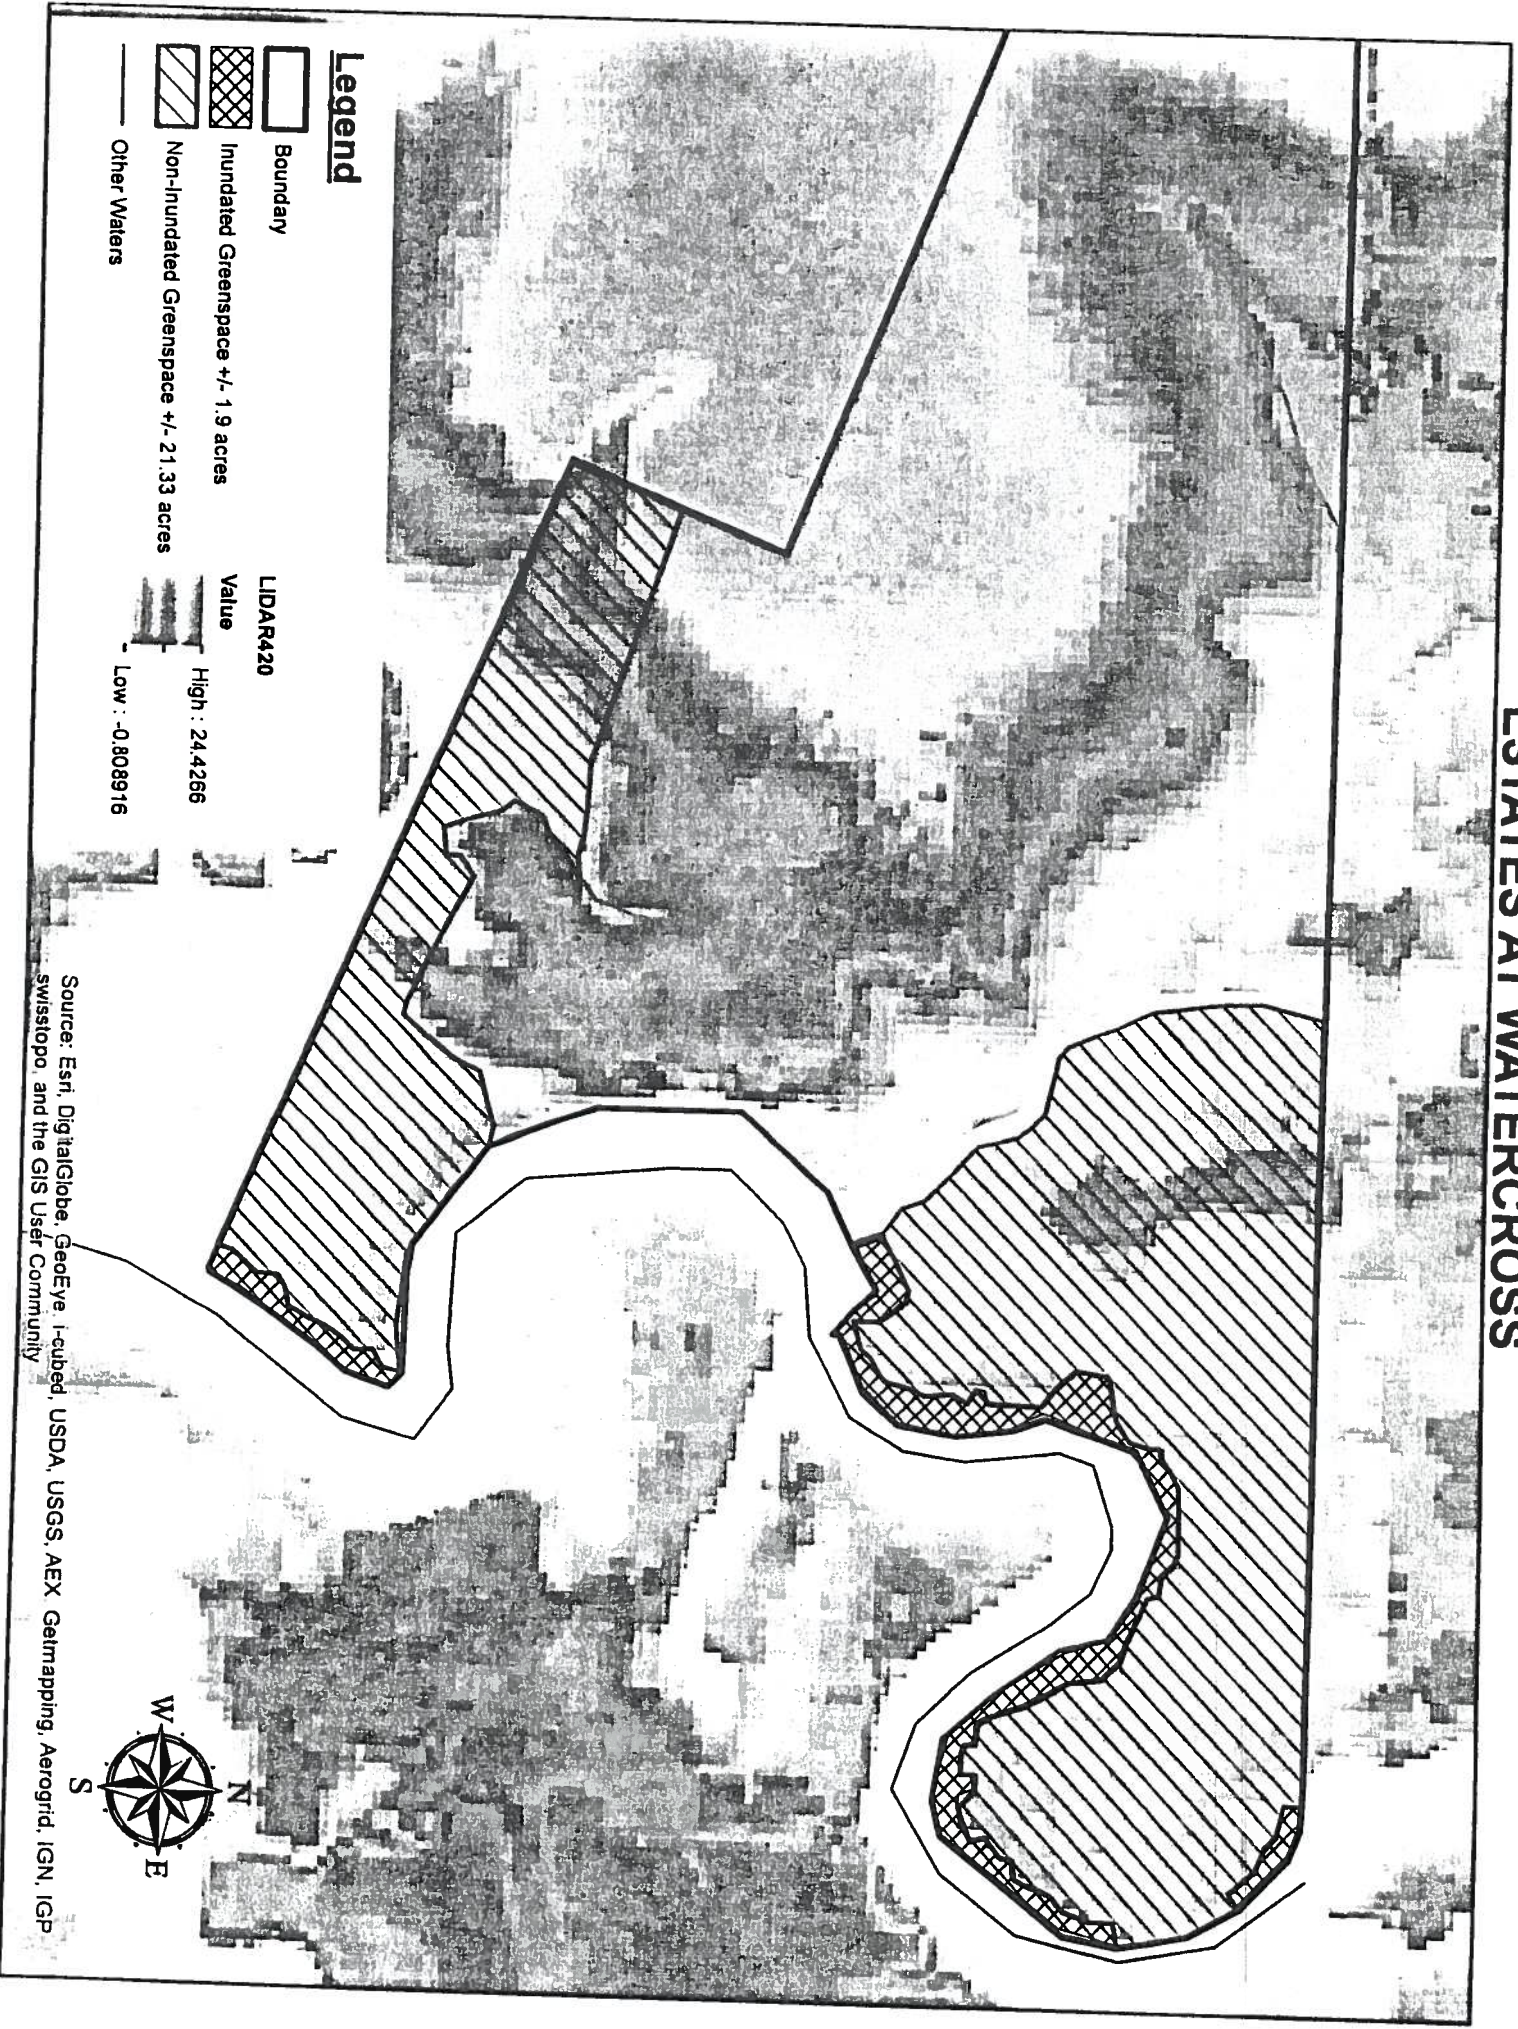 ESTATES AT WATERCROSS
Legend
Boundary
Inundated Greenspace +/- 1.9 acres
Non-Inundated Greenspace +/- 21.33 acres
Other Waters
LIDAR420
Value
High : 24.4266
Low : -0.808916
N
W
E
S
Source: Esri, DigitalGlobe, GeoEye, i-cubed, USDA, USGS, AEX, Getmapping, Aerogrid, IGN, IGP,
swisstopo, and the GIS User Community